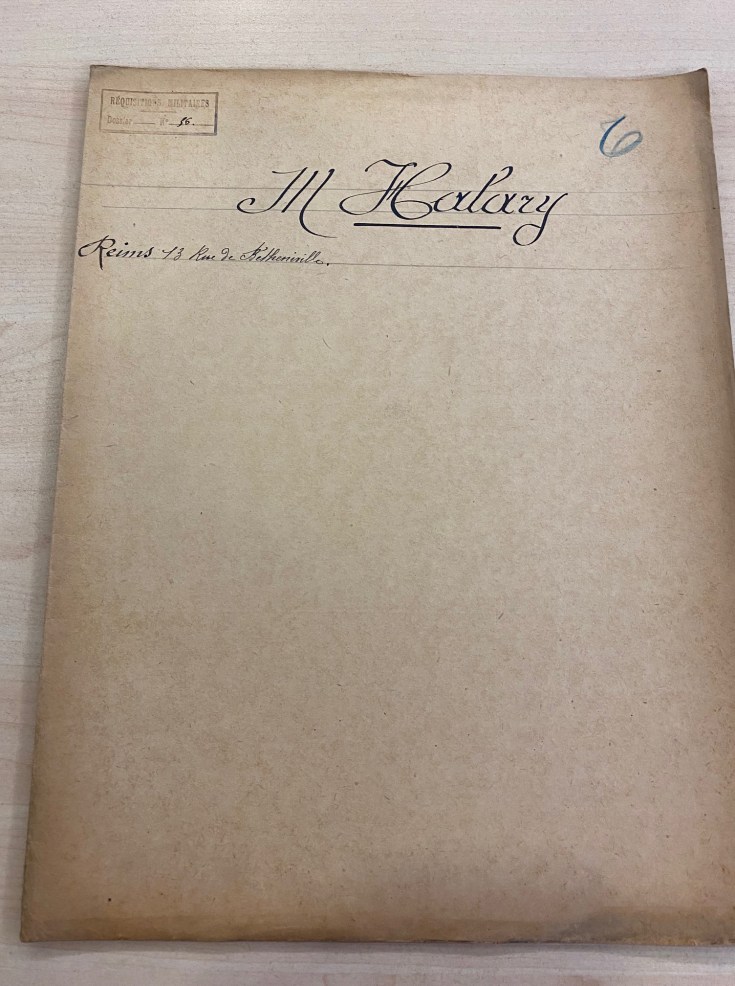 RÉQUISITIONS MILITAIRES
Dossier N° 56.
6
M Halary
Reims 13 Rue de Bétheniville.